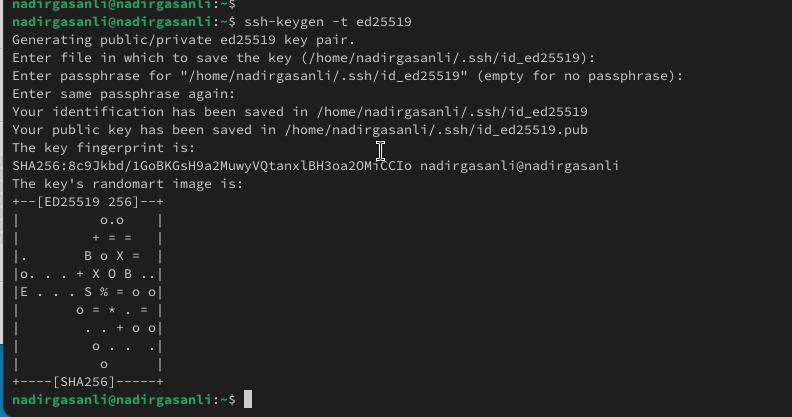 nadirgasanli@nadirgasanli:~$
nadirgasanli@nadirgasanli:~$ ssh-keygen -t ed25519
Generating public/private ed25519 key pair.
Enter file in which to save the key (/home/nadirgasanli/.ssh/id_ed25519):
Enter passphrase for "/home/nadirgasanli/.ssh/id_ed25519" (empty for no passphrase):
Enter same passphrase again:
Your identification has been saved in /home/nadirgasanli/.ssh/id_ed25519
Your public key has been saved in /home/nadirgasanli/.ssh/id_ed25519.pub
The key fingerprint is:
SHA256:8c9Jkbd/1GoBKGsH9a2MuwyVQtanxlBH3oa2OMiCCIo nadirgasanli@nadirgasanli
The key's randomart image is:
+--[ED25519 256]--+
|          o.o    |
|         + = =   |
|.       B o X =  |
|o. . . + X O B ..|
|E . . . S % = o o|
|       o = * . = |
|        . . + o o|
|         o . .  .|
|          o      |
+----[SHA256]-----+
nadirgasanli@nadirgasanli:~$